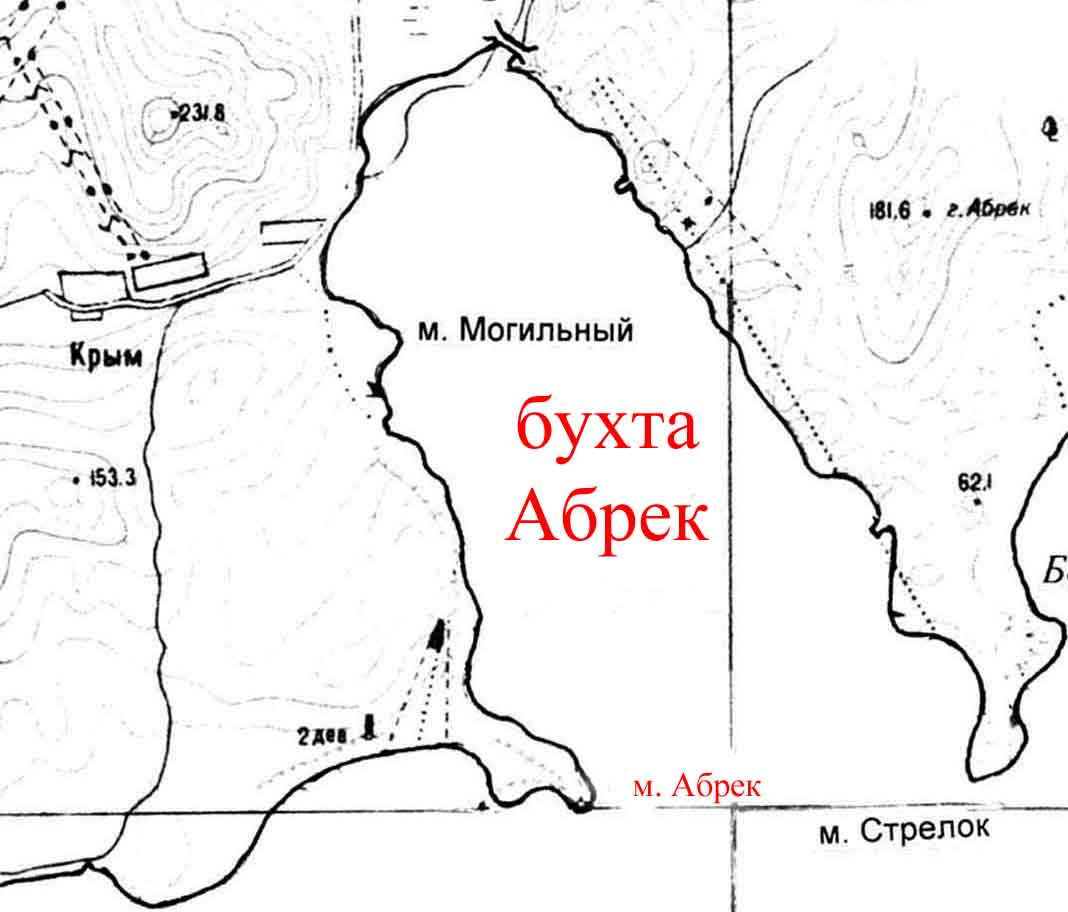 231.8
181,6
г. Абрек
м. Могильный
Крым
бухта
Абрек
153.3
62.1
2 дев
м. Абрек
м. Стрелок